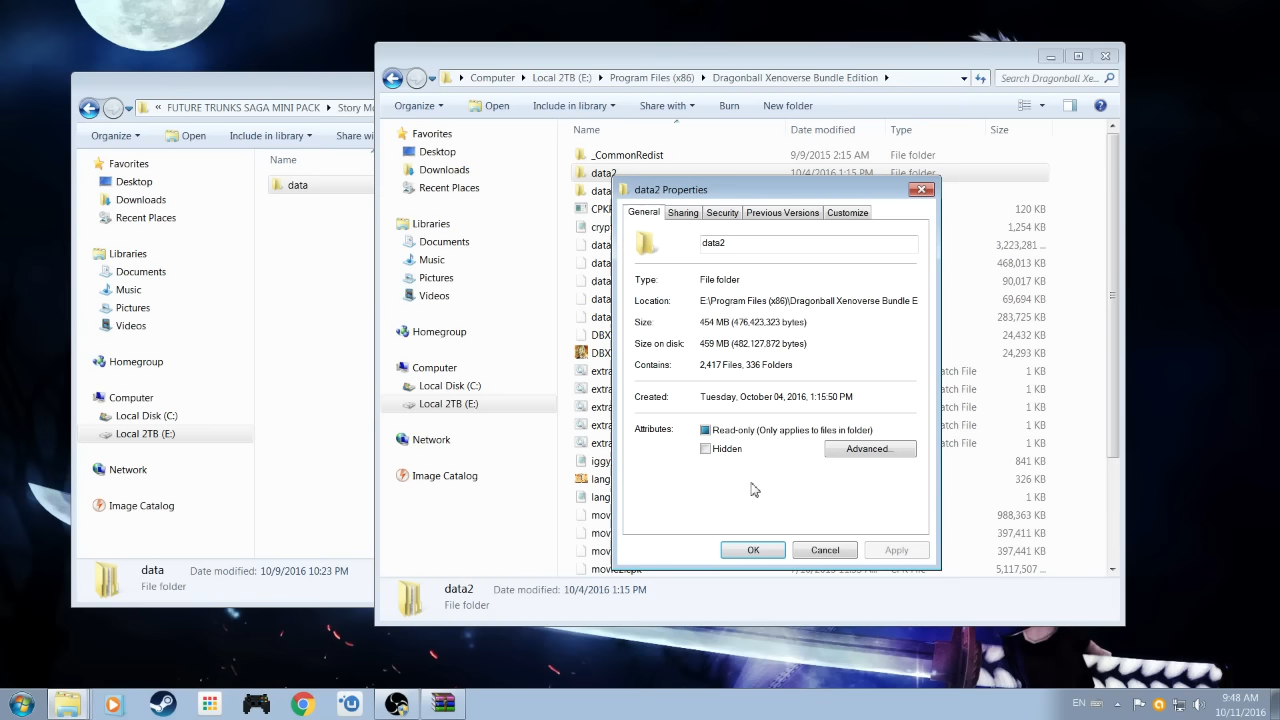 FUTURE TRUNKS SAGA MINI PACK Story Mo
Organize Open Include in library Share wi
Name
Favorites
Desktop
Downloads
Recent Places
Libraries
Documents
Music
Pictures
Videos
Homegroup
Computer
Local Disk (C:)
Local 2TB (E:)
Network
Image Catalog
data
data Date modified: 10/9/2016 10:23 PM
File folder
Computer Local 2TB (E:) Program Files (x86) Dragonball Xenoverse Bundle Edition Search Dragonball Xe...
Organize Open Include in library Share with Burn New folder
Favorites
Desktop
Downloads
Recent Places
Libraries
Documents
Music
Pictures
Videos
Homegroup
Computer
Local Disk (C:)
Local 2TB (E:)
Network
Image Catalog
Name Date modified Type Size
_CommonRedist 9/9/2015 2:15 AM File folder
data2 10/4/2016 1:15 PM File folder
data
CPK 120 KB
cryp 1,254 KB
data 3,223,281 ...
data 468,013 KB
data 90,017 KB
data 69,694 KB
data 283,725 KB
DBX 24,432 KB
DBX 24,293 KB
extra atch File 1 KB
extra atch File 1 KB
extra atch File 1 KB
extra atch File 1 KB
extra atch File 1 KB
iggy 841 KB
lang 326 KB
lang 1 KB
mov 988,363 KB
mov 397,411 KB
mov 397,441 KB
5,117,507 ...
data2 Date modified: 10/4/2016 1:15 PM
File folder
data2 Properties
General Sharing Security Previous Versions Customize
data2
Type: File folder
Location: E:\Program Files (x86)\Dragonball Xenoverse Bundle E
Size: 454 MB (476,423,323 bytes)
Size on disk: 459 MB (482,127,872 bytes)
Contains: 2,417 Files, 336 Folders
Created: Tuesday, October 04, 2016, 1:15:50 PM
Attributes: Read-only (Only applies to files in folder)
Hidden Advanced...
OK Cancel Apply
EN 9:48 AM
10/11/2016